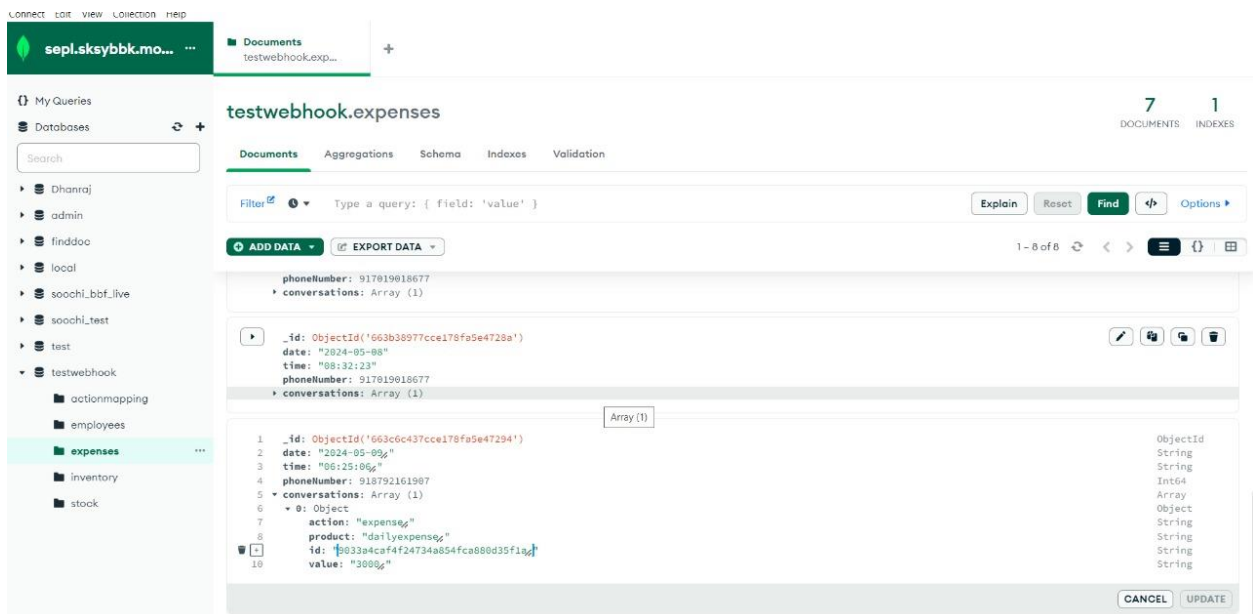 Connect Edit View Collection Help
sepl.sksybbk.mo... ...
Documents
testwebhook.exp...
+
{} My Queries
Databases
Search
Dhanraj
admin
finddoc
local
soochi_bbf_live
soochi_test
test
testwebhook
actionmapping
employees
expenses ...
inventory
stock
testwebhook.expenses
7 1
DOCUMENTS INDEXES
Documents Aggregations Schema Indexes Validation
Filter Type a query: { field: 'value' } Explain Reset Find </> Options
ADD DATA EXPORT DATA 1 – 8 of 8 {}
phoneNumber: 917019018677
conversations: Array (1)
_id: ObjectId('663b38977cce178fa5e4728a')
date: "2024-05-08"
time: "08:32:23"
phoneNumber: 917019018677
conversations: Array (1)
Array (1)
1 _id: ObjectId('663c6c437cce178fa5e47294') ObjectId
2 date: "2024-05-09" String
3 time: "06:25:06" String
4 phoneNumber: 918792161907 Int64
5 conversations: Array (1) Array
6 0: Object Object
7 action: "expense" String
8 product: "dailyexpense" String
+ id: "9033a4caf4f24734a854fca880d35f1a" String
10 value: "3000" String
CANCEL UPDATE